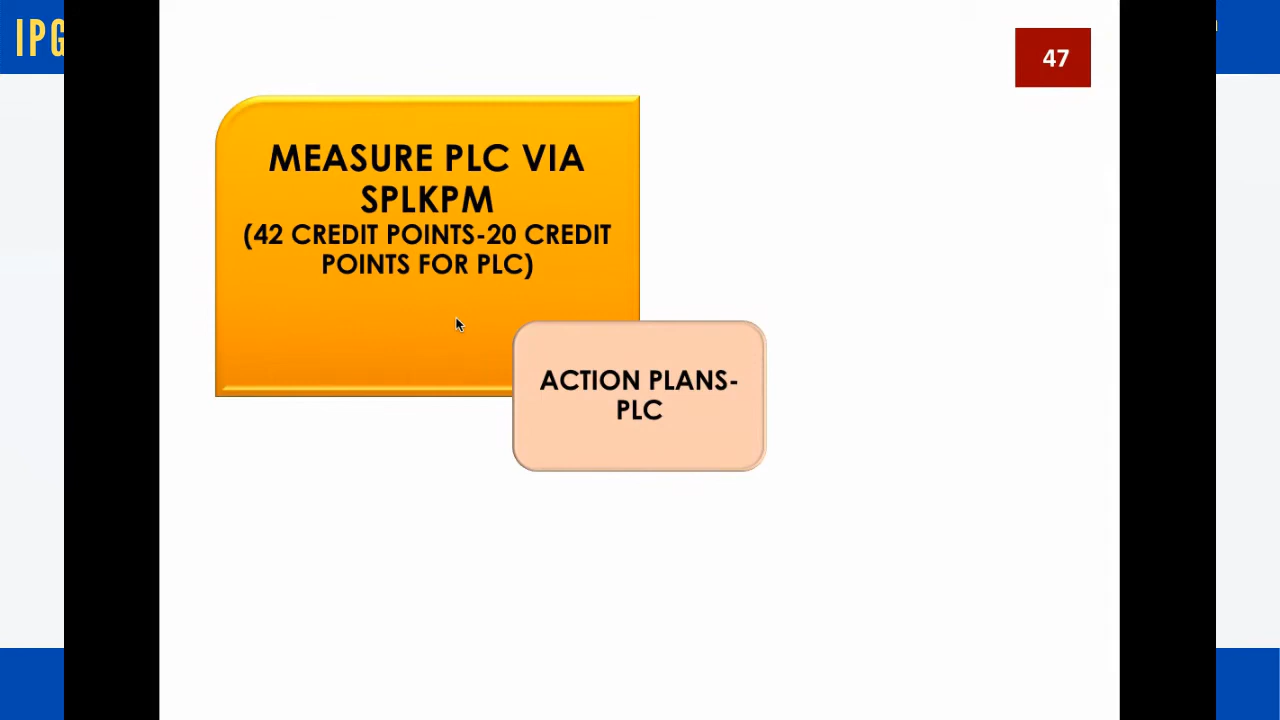 IPG
47
MEASURE PLC VIA
SPLKPM
(42 CREDIT POINTS-20 CREDIT
POINTS FOR PLC)
ACTION PLANS-
PLC